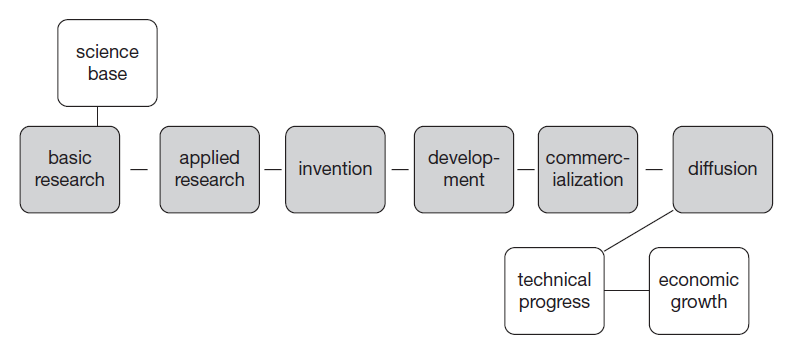 science
base
basic
research
applied
research
invention
develop-
ment
commerc-
ialization
diffusion
technical
progress
economic
growth